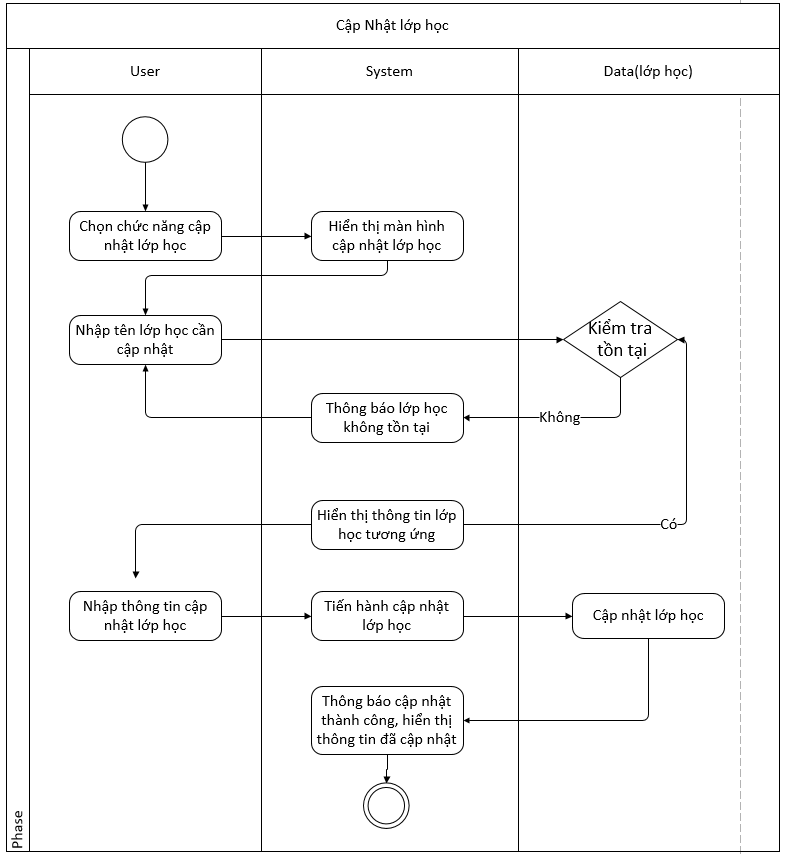 Cập Nhật lớp học
User
System
Data(lớp học)
Chọn chức năng cập
nhật lớp học
Hiển thị màn hình
cập nhật lớp học
Nhập tên lớp học cần
cập nhật
Kiểm tra
tồn tại
Thông báo lớp học
không tồn tại
Không
Hiển thị thông tin lớp
học tương ứng
Có
Nhập thông tin cập
nhật lớp học
Tiến hành cập nhật
lớp học
Cập nhật lớp học
Thông báo cập nhật
thành công, hiển thị
thông tin đã cập nhật
Phase